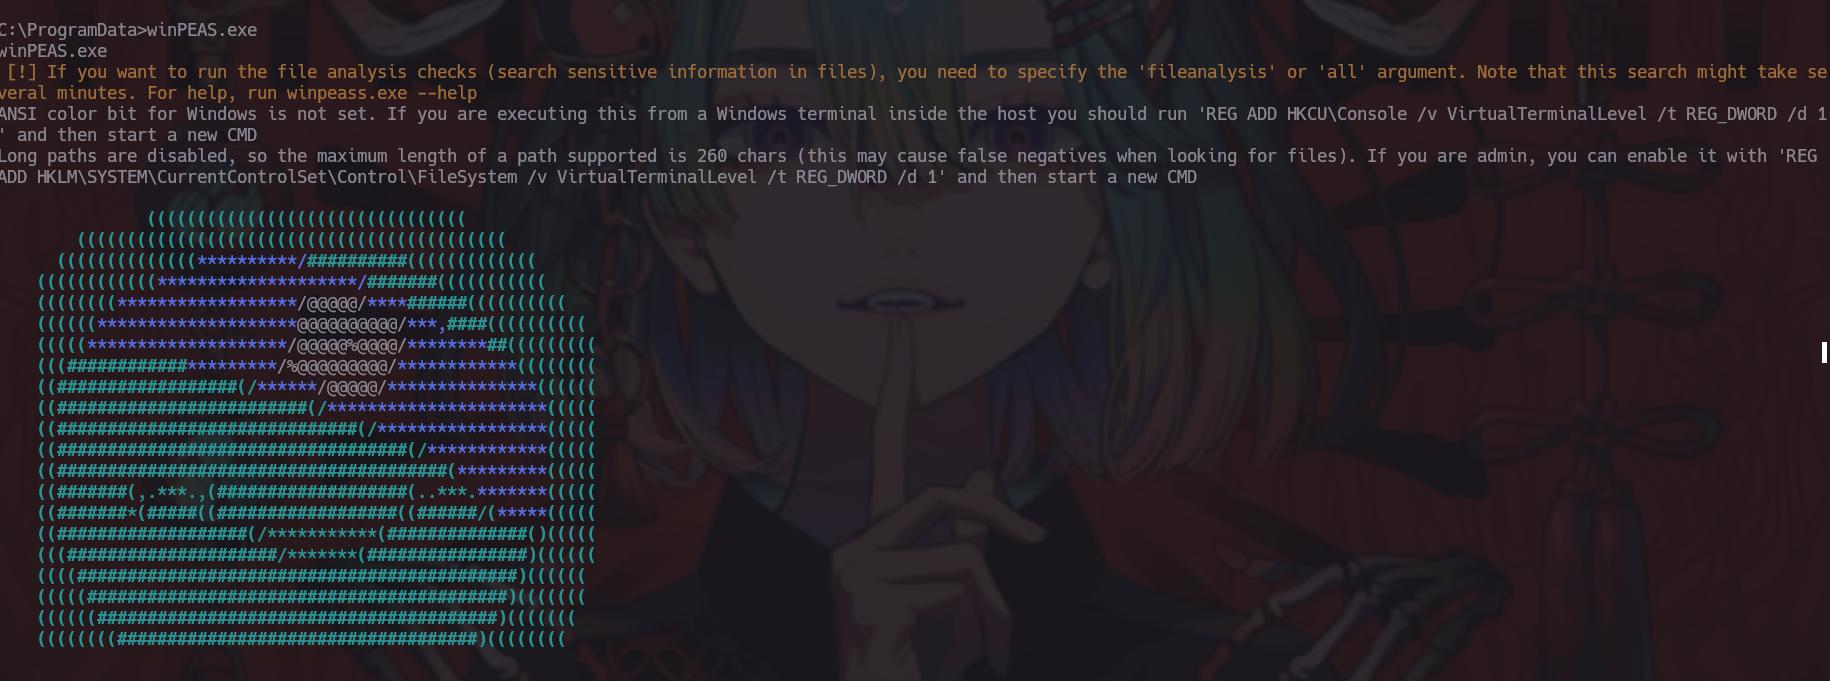 C:\ProgramData>winPEAS.exe
winPEAS.exe
[!] If you want to run the file analysis checks (search sensitive information in files), you need to specify the 'fileanalysis' or 'all' argument. Note that this search might take se
veral minutes. For help, run winpeass.exe --help
ANSI color bit for Windows is not set. If you are executing this from a Windows terminal inside the host you should run 'REG ADD HKCU\Console /v VirtualTerminalLevel /t REG_DWORD /d 1
' and then start a new CMD
Long paths are disabled, so the maximum length of a path supported is 260 chars (this may cause false negatives when looking for files). If you are admin, you can enable it with 'REG
ADD HKLM\SYSTEM\CurrentControlSet\Control\FileSystem /v VirtualTerminalLevel /t REG_DWORD /d 1' and then start a new CMD